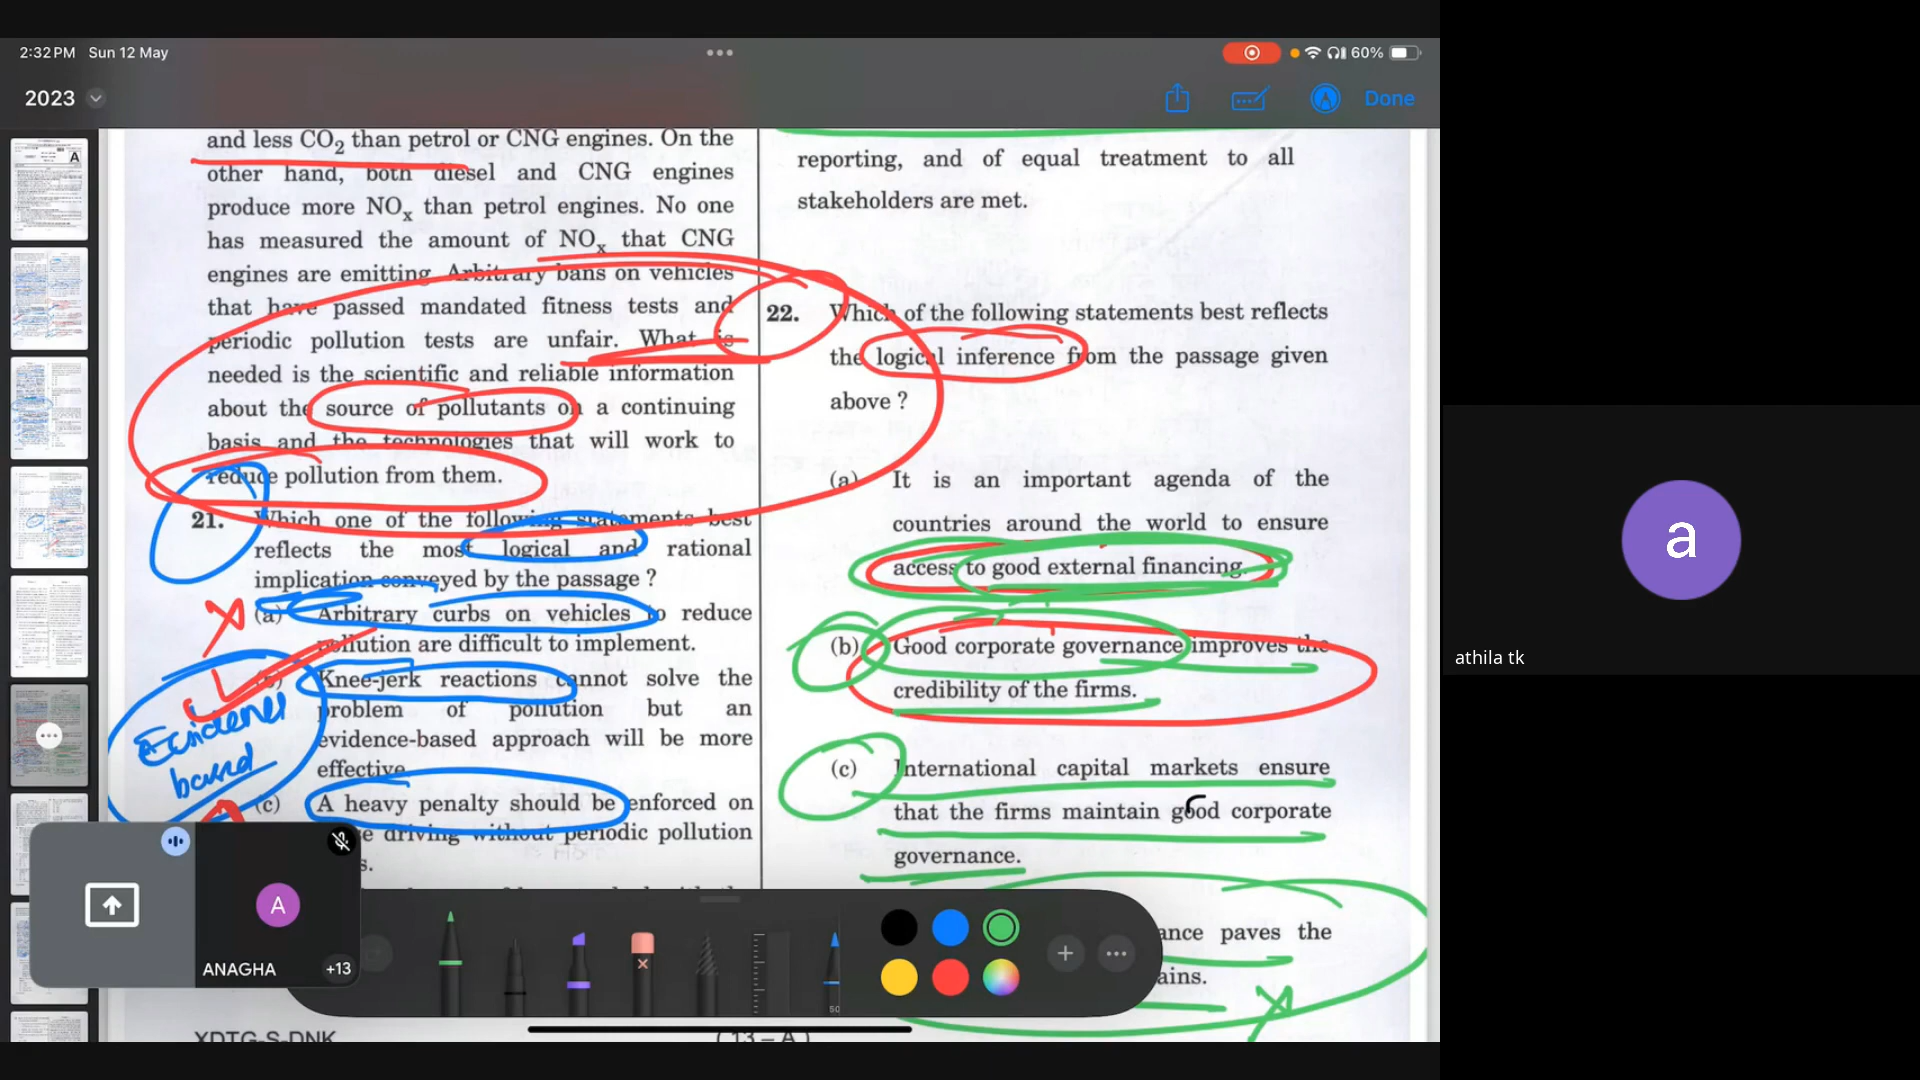 2:32 PM Sun 12 May
60%
2023
Done
A
and less CO2 than petrol or CNG engines. On the
other hand, both diesel and CNG engines
produce more NOx than petrol engines. No one
has measured the amount of NOx that CNG
engines are emitting. Arbitrary bans on vehicles
that have passed mandated fitness tests and
periodic pollution tests are unfair. What is
needed is the scientific and reliable information
about the source of pollutants on a continuing
basis and the technologies that will work to
reduce pollution from them.
21. Which one of the following statements best
reflects the most logical and rational
implication conveyed by the passage ?
(a) Arbitrary curbs on vehicles to reduce
pollution are difficult to implement.
(b) Knee-jerk reactions cannot solve the
problem of pollution but an
evidence-based approach will be more
effective.
(c) A heavy penalty should be enforced on
driving without periodic pollution
Evidence
based
reporting, and of equal treatment to all
stakeholders are met.
22. Which of the following statements best reflects
the logical inference from the passage given
above ?
(a) It is an important agenda of the
countries around the world to ensure
access to good external financing.
(b) Good corporate governance improves the
credibility of the firms.
(c) International capital markets ensure
that the firms maintain good corporate
governance.
paves the
50
XDTG-S-DNK
( 13 – A )
A
ANAGHA
+13
a
athila tk